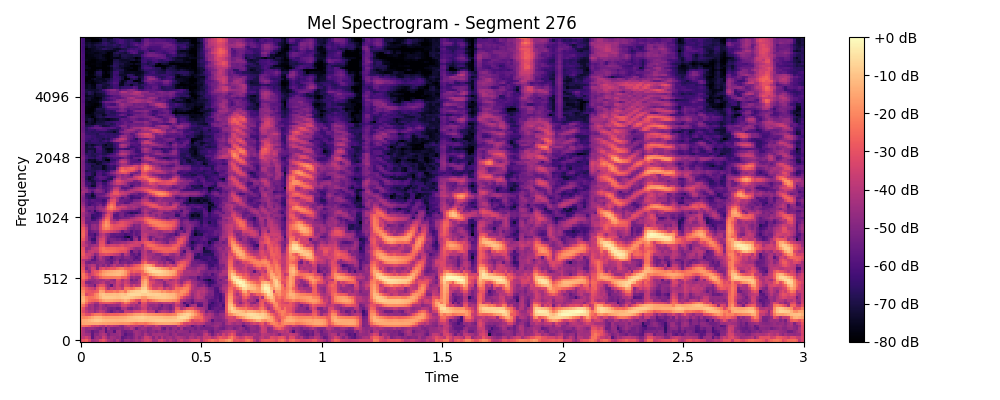 Mel Spectrogram - Segment 276
Frequency
4096
2048
1024
512
0
0
0.5
1
1.5
2
2.5
3
Time
+0 dB
-10 dB
-20 dB
-30 dB
-40 dB
-50 dB
-60 dB
-70 dB
-80 dB